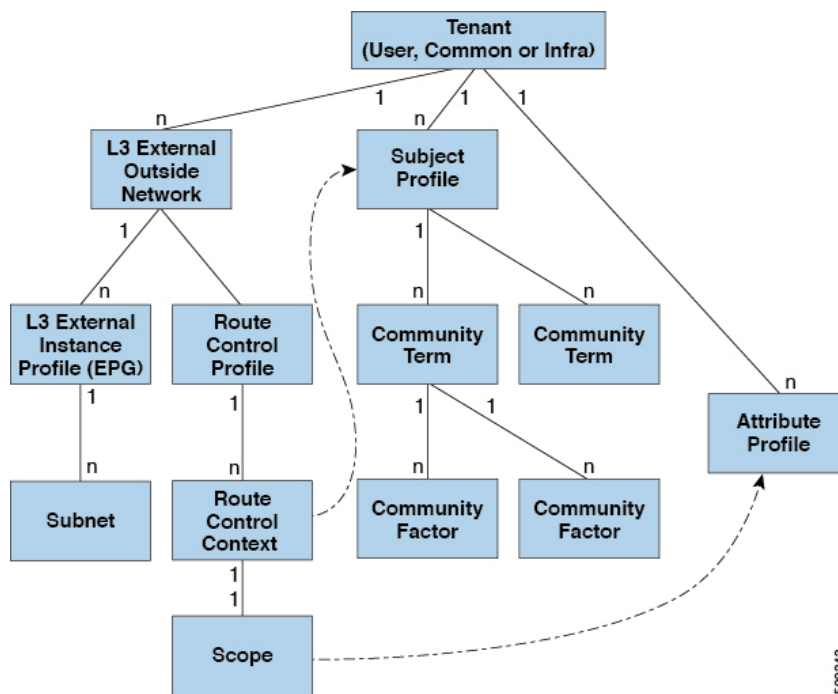 Tenant
(User, Common or Infra)
1
1
1
n
n
L3 External
Outside
Network
Subject
Profile
1
1
n
n
n
L3 External
Instance
Profile (EPG)
Route
Control
Profile
Community
Term
Community
Term
n
Attribute
Profile
1
1
1
1
n
n
n
n
Subnet
Route
Control
Context
Community
Factor
Community
Factor
1
1
Scope